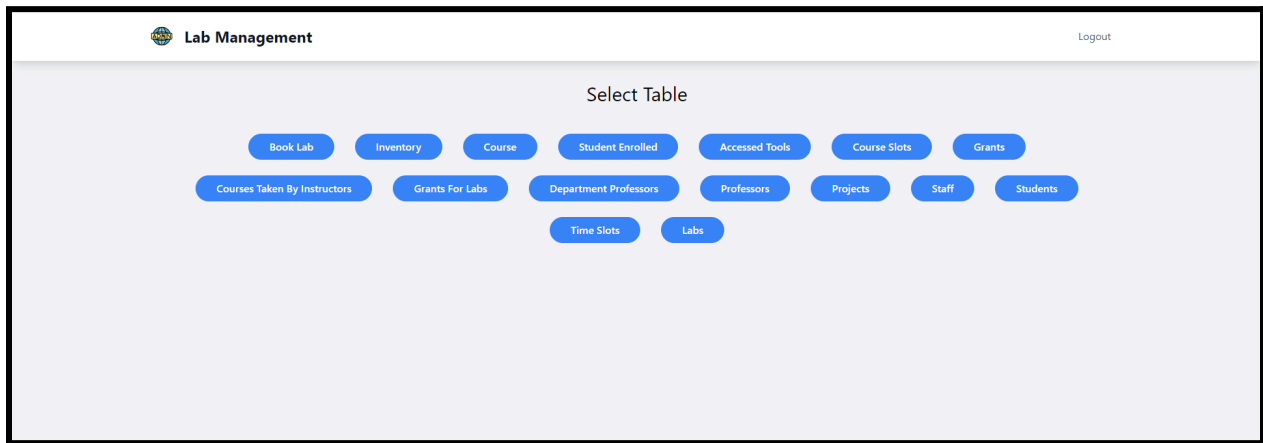 ADMIN Lab Management Logout
Select Table
Book Lab Inventory Course Student Enrolled Accessed Tools Course Slots Grants
Courses Taken By Instructors Grants For Labs Department Professors Professors Projects Staff Students
Time Slots Labs